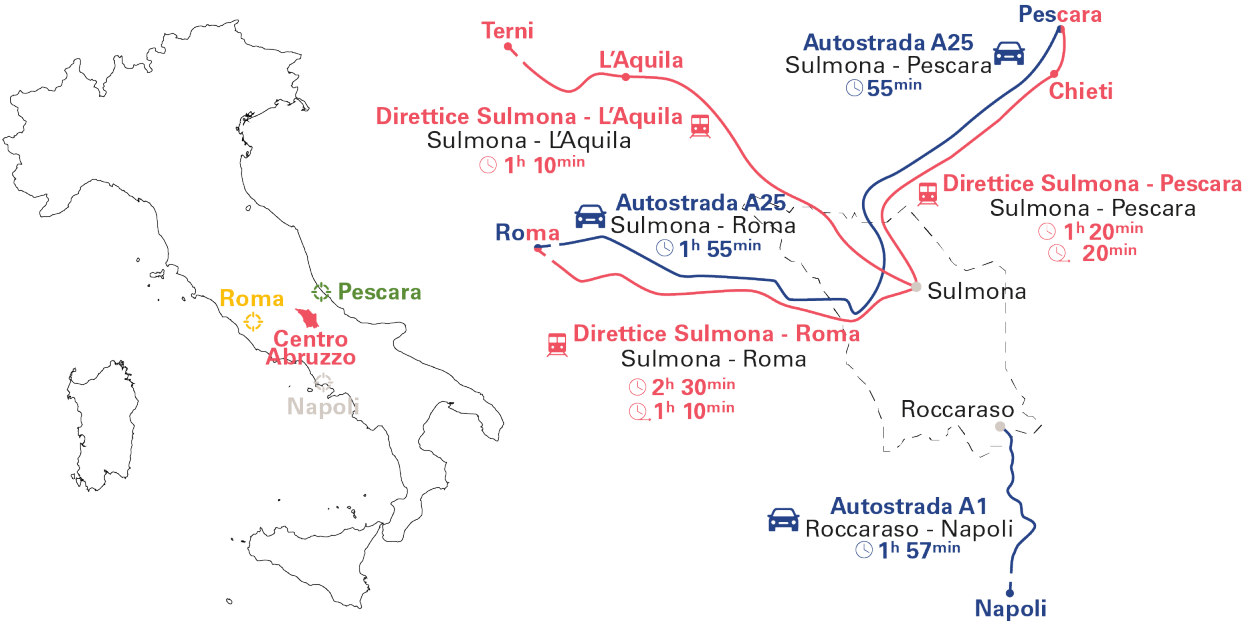 Roma
Pescara
Centro
Abruzzo
Napoli
Terni
L'Aquila
Direttice Sulmona - L'Aquila
Sulmona - L'Aquila
1h 10min
Autostrada A25
Sulmona - Pescara
55min
Pescara
Chieti
Direttice Sulmona - Pescara
Sulmona - Pescara
1h 20min
20min
Roma
Autostrada A25
Sulmona - Roma
1h 55min
Sulmona
Direttice Sulmona - Roma
Sulmona - Roma
2h 30min
1h 10min
Roccaraso
Autostrada A1
Roccaraso - Napoli
1h 57min
Napoli